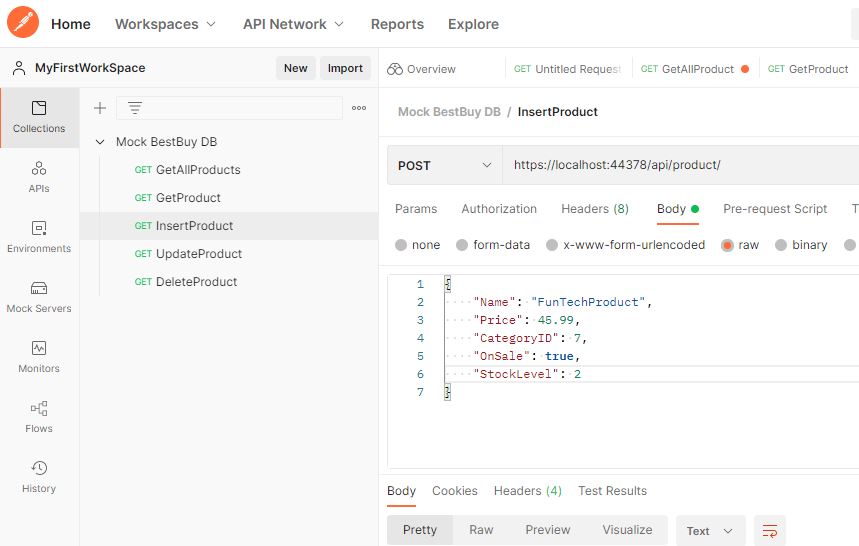 Home Workspaces API Network Reports Explore
MyFirstWorkSpace New Import
Overview GET Untitled Reques GET GetAllProduct GET GetProduct
Collections
APIs
Environments
Mock Servers
Monitors
Flows
History
Mock BestBuy DB
GET GetAllProducts
GET GetProduct
GET InsertProduct
GET UpdateProduct
GET DeleteProduct
Mock BestBuy DB / InsertProduct
POST https://localhost:44378/api/product/
Params Authorization Headers (8) Body Pre-request Script T
none form-data x-www-form-urlencoded raw binary
1 {
2 "Name": "FunTechProduct",
3 "Price": 45.99,
4 "CategoryID": 7,
5 "OnSale": true,
6 "StockLevel": 2
7 }
Body Cookies Headers (4) Test Results
Pretty Raw Preview Visualize Text